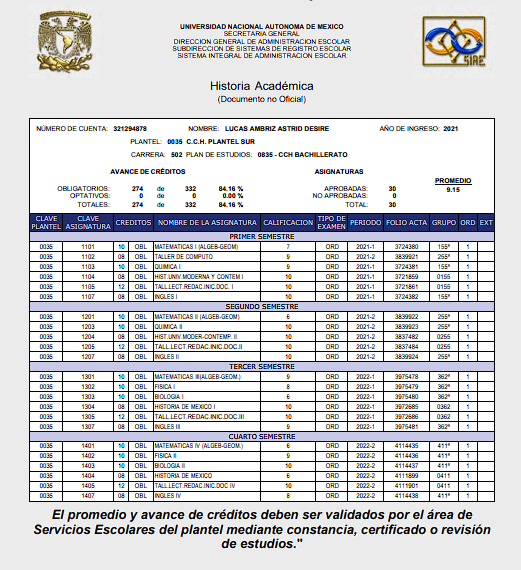 UNIVERSIDAD NACIONAL AUTONOMA DE MEXICO
SECRETARIA GENERAL
DIRECCION GENERAL DE ADMINISTRACION ESCOLAR
SUBDIRECCION DE SISTEMAS DE REGISTRO ESCOLAR
SISTEMA INTEGRAL DE ADMINISTRACION ESCOLAR
SIAE
Historia Académica
(Documento no Oficial)
NÚMERO DE CUENTA: 321294878 NOMBRE: LUCAS AMBRIZ ASTRID DESIRE AÑO DE INGRESO: 2021
PLANTEL: 0035 C.C.H. PLANTEL SUR
CARRERA: 502 PLAN DE ESTUDIOS: 0835 - CCH BACHILLERATO
AVANCE DE CRÉDITOS ASIGNATURAS PROMEDIO
OBLIGATORIOS: 274 de 332 84.16 % APROBADAS: 30 9.15
OPTATIVOS: 0 de 0 0.00 % NO APROBADAS: 0
TOTALES: 274 de 332 84.16 % TOTAL: 30
CLAVE PLANTEL CLAVE ASIGNATURA CREDITOS NOMBRE DE LA ASIGNATURA CALIFICACION TIPO DE EXAMEN PERIODO FOLIO ACTA GRUPO ORD EXT
PRIMER SEMESTRE
0035 1101 10 OBL MATEMATICAS I (ALGEB-GEOM) 7 ORD 2021-1 3724380 155º 1
0035 1102 08 OBL TALLER DE COMPUTO 9 ORD 2021-2 3839921 255º 1
0035 1103 10 OBL QUIMICA I 9 ORD 2021-1 3724381 155º 1
0035 1104 08 OBL HIST.UNIV MODERNA Y CONTEM I 10 ORD 2021-1 3721859 0155 1
0035 1105 12 OBL TALL.LECT.REDAC.INIC.DOC. I 10 ORD 2021-1 3721861 0155 1
0035 1107 08 OBL INGLES I 10 ORD 2021-1 3724382 155º 1
SEGUNDO SEMESTRE
0035 1201 10 OBL MATEMATICAS II (ALGEB-GEOM) 6 ORD 2021-2 3839922 255º 1
0035 1203 10 OBL QUIMICA II 10 ORD 2021-2 3839923 255º 1
0035 1204 08 OBL HIST.UNIV MODER-CONTEMP. II 10 ORD 2021-2 3837482 0255 1
0035 1205 12 OBL TALL.LECT.REDAC.INIC.DOC.II 10 ORD 2021-2 3837484 0255 1
0035 1207 08 OBL INGLES II 9 ORD 2021-2 3839924 255º 1
TERCER SEMESTRE
0035 1301 10 OBL MATEMATICAS III(ALGEB-GEOM.) 9 ORD 2022-1 3975478 362º 1
0035 1302 10 OBL FISICA I 8 ORD 2022-1 3975479 362º 1
0035 1303 10 OBL BIOLOGIA I 6 ORD 2022-1 3975480 362º 1
0035 1304 08 OBL HISTORIA DE MEXICO I 10 ORD 2022-1 3972685 0362 1
0035 1305 12 OBL TALL.LECT.REDAC.INIC.DOC.III 10 ORD 2022-1 3972686 0362 1
0035 1307 08 OBL INGLES III 9 ORD 2022-1 3975481 362º 1
CUARTO SEMESTRE
0035 1401 10 OBL MATEMATICAS IV (ALGEB-GEOM.) 6 ORD 2022-2 4114435 411º 1
0035 1402 10 OBL FISICA II 9 ORD 2022-2 4114436 411º 1
0035 1403 10 OBL BIOLOGIA II 10 ORD 2022-2 4114437 411º 1
0035 1404 08 OBL HISTORIA DE MEXICO 6 ORD 2022-2 4111899 0411 1
0035 1405 12 OBL TALL.LECT.REDAC.INIC.DOC IV 10 ORD 2022-2 4111901 0411 1
0035 1407 08 OBL INGLES IV 8 ORD 2022-2 4114438 411º 1
El promedio y avance de créditos deben ser validados por el área de
Servicios Escolares del plantel mediante constancia, certificado o revisión
de estudios."